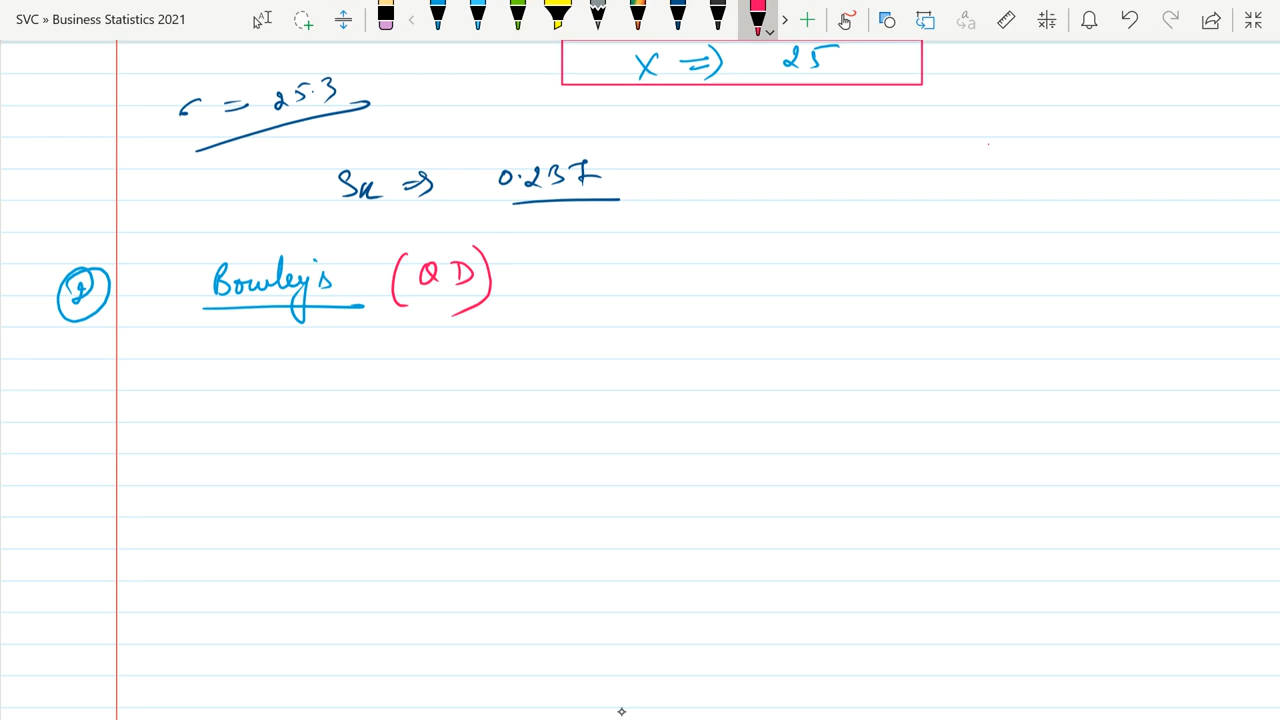 SVC » Business Statistics 2021
X ⇒ 25
σ = 25.3
Sk ⇒ 0.237
2 Bowley's (QD)